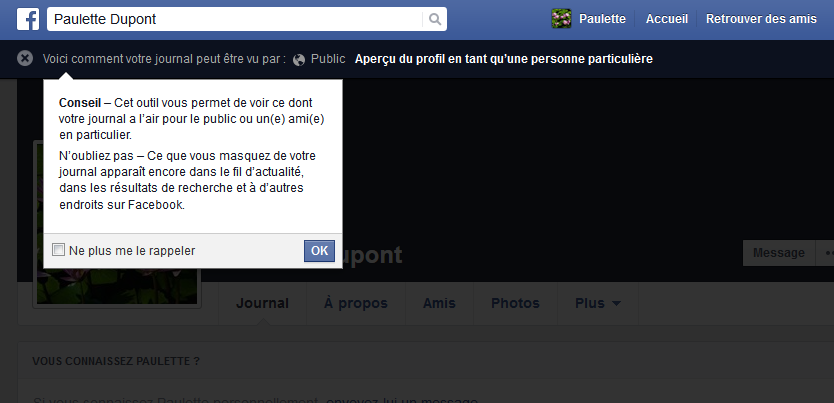 f
Paulette Dupont
Paulette Accueil Retrouver des amis
Voici comment votre journal peut être vu par : Public Aperçu du profil en tant qu'une personne particulière
Conseil – Cet outil vous permet de voir ce dont
votre journal a l'air pour le public ou un(e) ami(e)
en particulier.
N'oubliez pas – Ce que vous masquez de votre
journal apparaît encore dans le fil d'actualité,
dans les résultats de recherche et à d'autres
endroits sur Facebook.
Ne plus me le rappeler OK
upont
Message
Journal À propos Amis Photos Plus
VOUS CONNAISSEZ PAULETTE ?
Si vous connaissez Paulette personnellement, envoyez lui un message